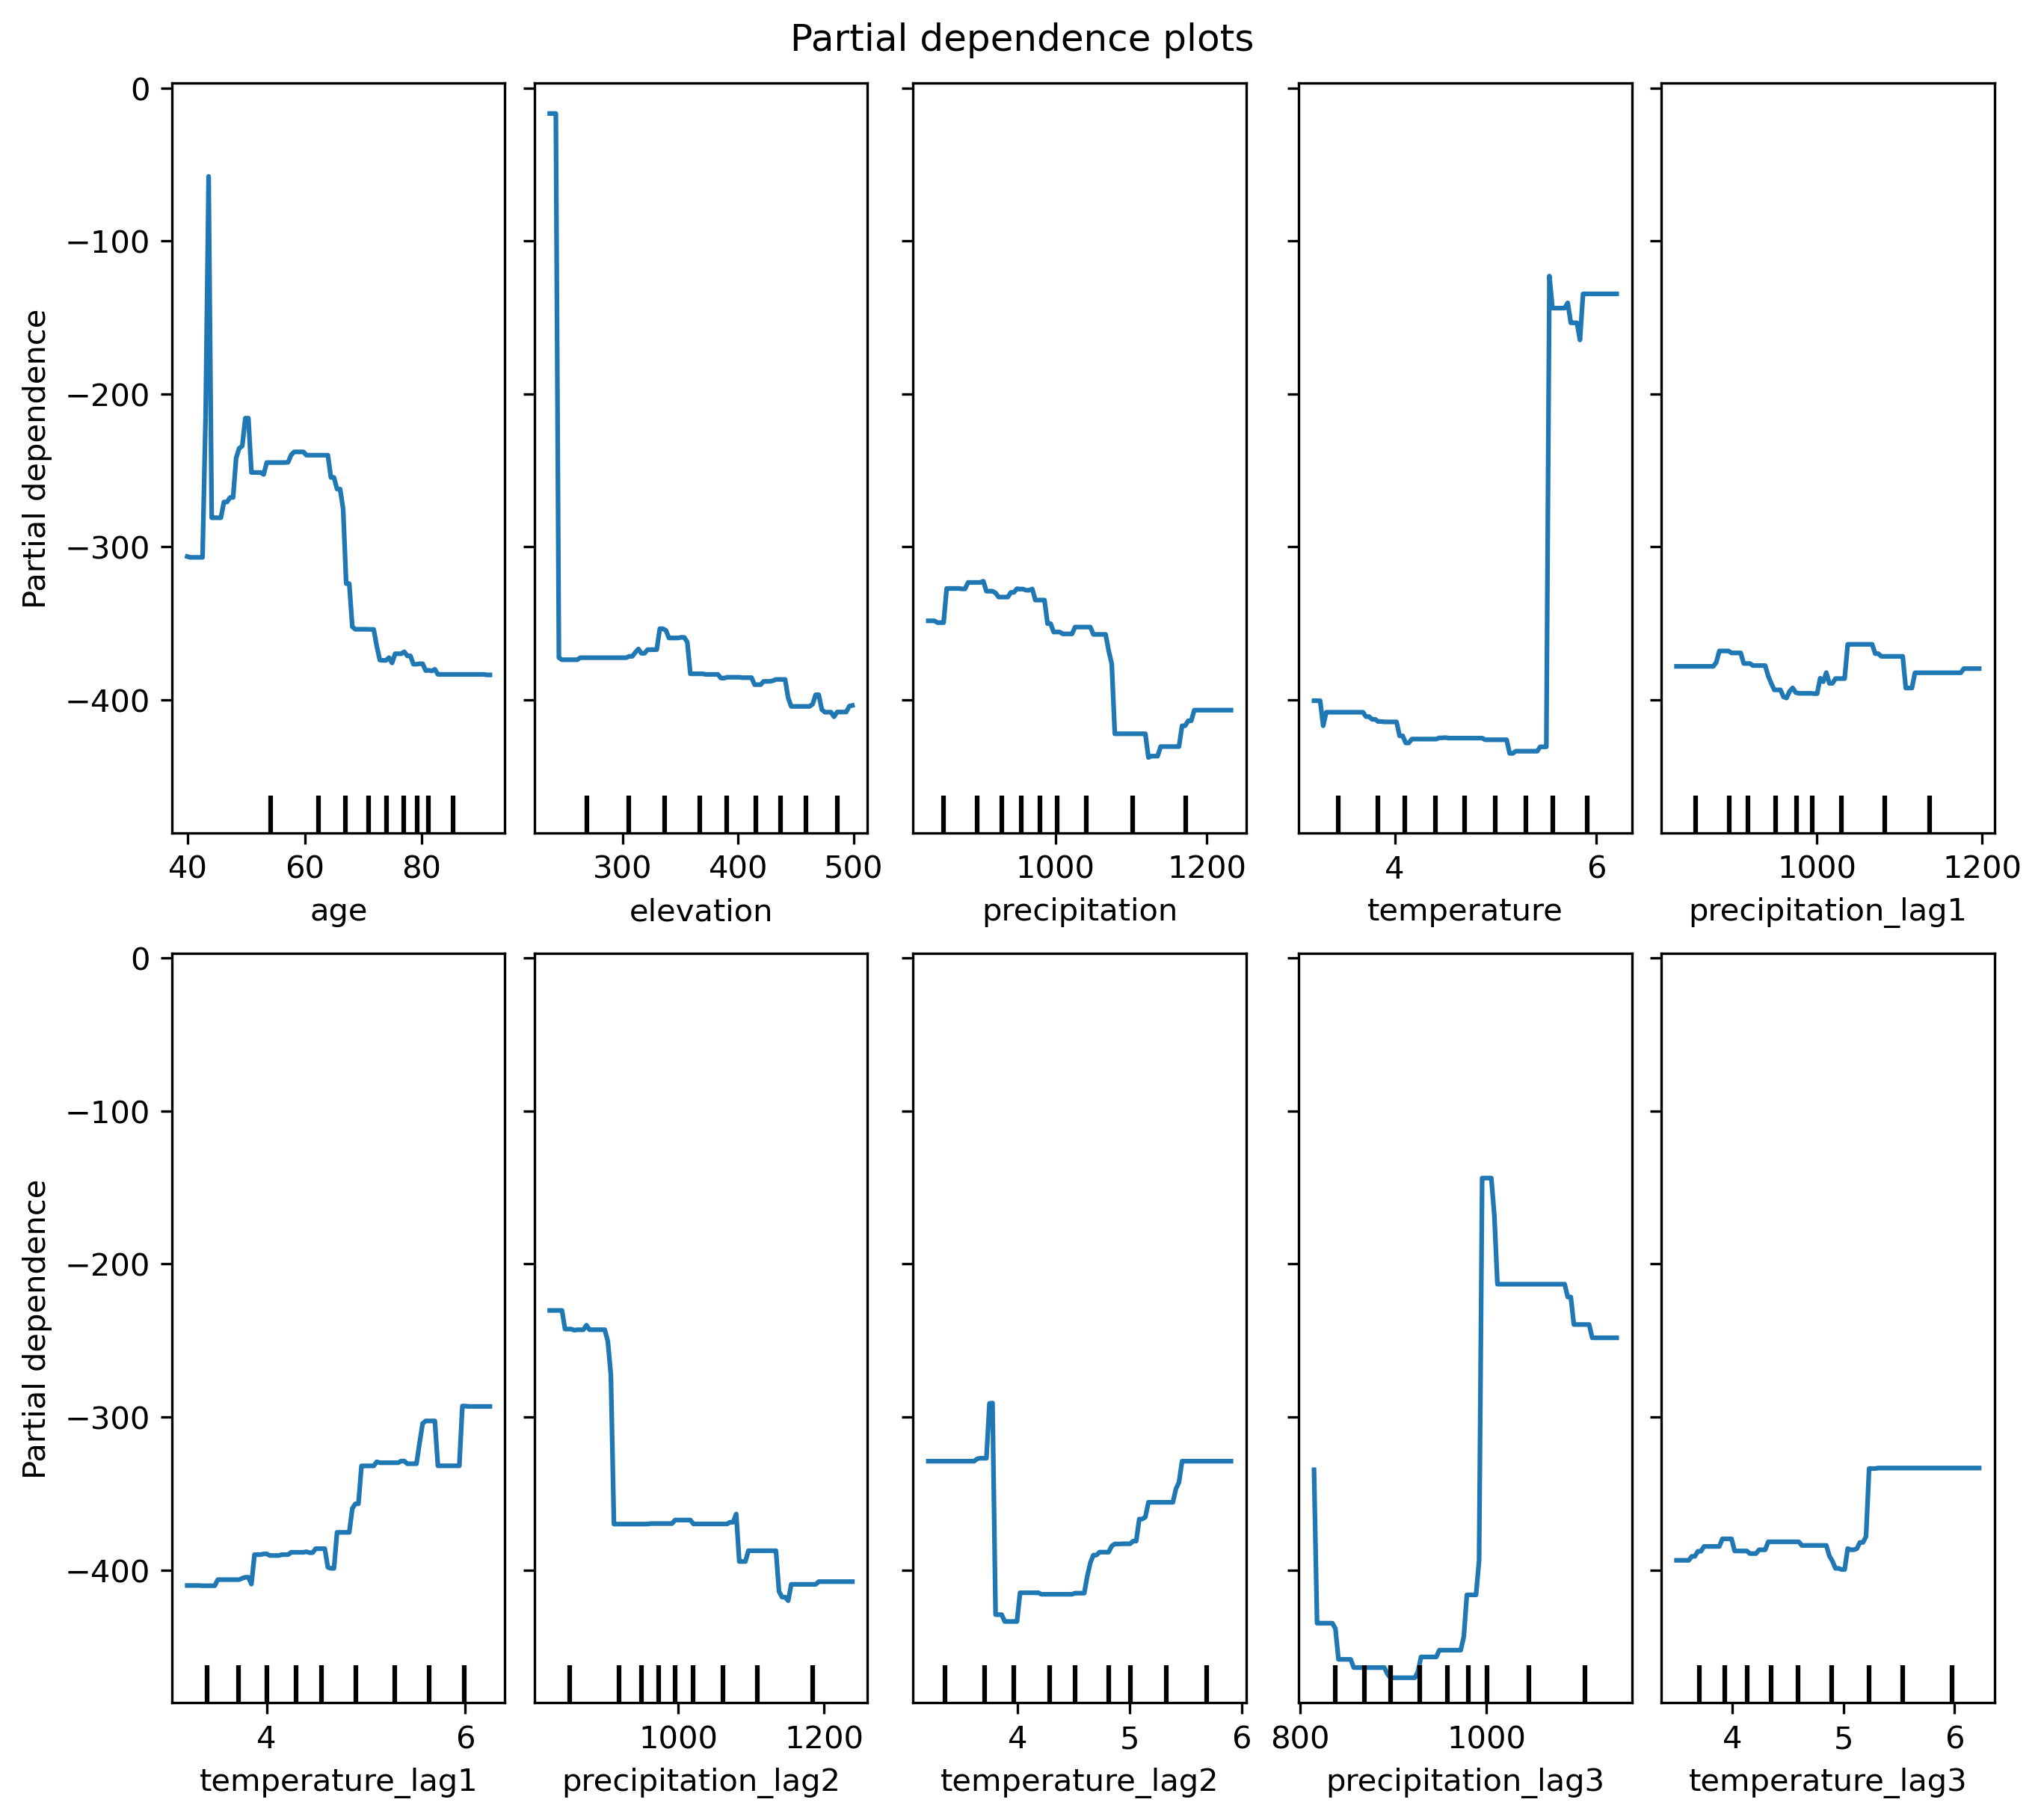 Partial dependence plots
Partial dependence
0
−100
−200
−300
−400
40 60 80
age
300 400 500
elevation
1000 1200
precipitation
4 6
temperature
1000 1200
precipitation_lag1
Partial dependence
0
−100
−200
−300
−400
4 6
temperature_lag1
1000 1200
precipitation_lag2
4 5 6
temperature_lag2
800 1000
precipitation_lag3
4 5 6
temperature_lag3